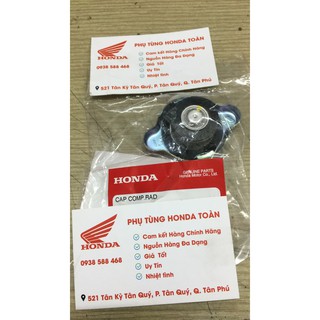 PHỤ TÙNG HONDA TOÀN
Cam kết Hàng Chính Hãng
Nguồn Hàng Đa Dạng
Giá Tốt
Uy Tín
Nhiệt tình
HONDA
0938 588 468
521 Tân Kỳ Tân Quý, P. Tân Quý, Q. Tân Phú
HONDA
GENUINE PARTS
Honda Motor Co., Ltd.
CAP COMP,RAD
PHỤ TÙNG HONDA TOÀN
Cam kết Hàng Chính Hãng
Nguồn Hàng Đa Dạng
Giá Tốt
Uy Tín
Nhiệt tình
HONDA
0938 588 468
521 Tân Kỳ Tân Quý, P. Tân Quý, Q. Tân Phú